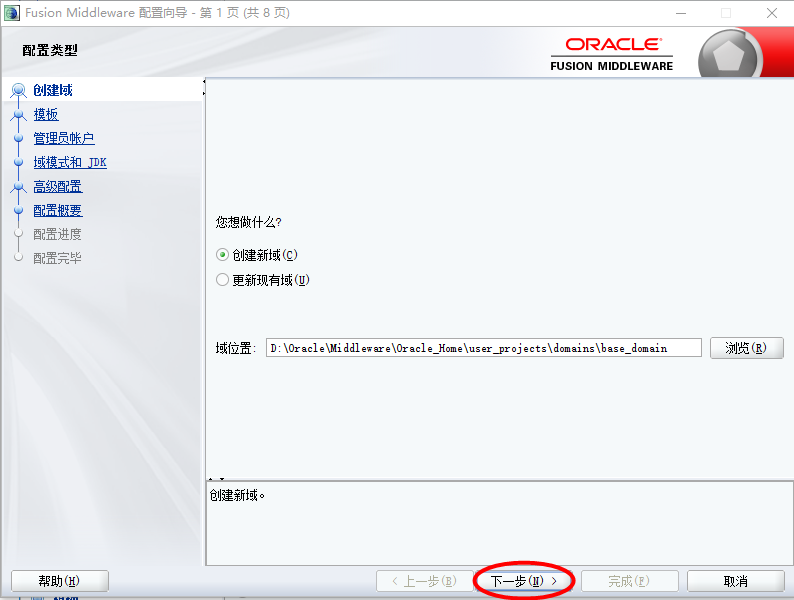 Fusion Middleware 配置向导 - 第 1 页 (共 8 页)
配置类型
ORACLE
FUSION MIDDLEWARE
创建域
模板
管理员帐户
域模式和 JDK
高级配置
配置概要
配置进度
配置完毕
您想做什么?
创建新域(C)
更新现有域(U)
域位置: D:\Oracle\Middleware\Oracle_Home\user_projects\domains\base_domain 浏览(R)
创建新域。
帮助(H) < 上一步(B) 下一步(N) > 完成(F) 取消